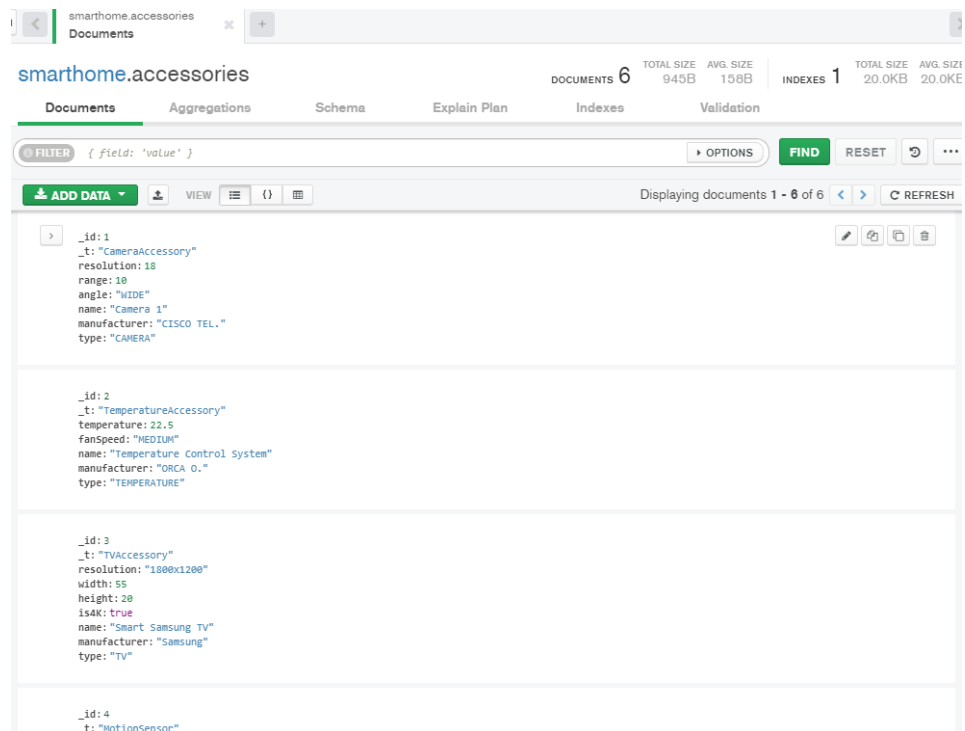 smarthome.accessories
Documents
smarthome.accessories
DOCUMENTS 6 TOTAL SIZE 945B AVG. SIZE 158B INDEXES 1 TOTAL SIZE 20.0KB AVG. SIZE 20.0KB
Documents Aggregations Schema Explain Plan Indexes Validation
FILTER { field: 'value' } OPTIONS FIND RESET
ADD DATA VIEW {} Displaying documents 1 - 6 of 6 < > REFRESH
_id: 1
_t: "CameraAccessory"
resolution: 18
range: 10
angle: "WIDE"
name: "Camera 1"
manufacturer: "CISCO TEL."
type: "CAMERA"
_id: 2
_t: "TemperatureAccessory"
temperature: 22.5
fanSpeed: "MEDIUM"
name: "Temperature Control System"
manufacturer: "ORCA O."
type: "TEMPERATURE"
_id: 3
_t: "TVAccessory"
resolution: "1800x1200"
width: 55
height: 20
is4K: true
name: "Smart Samsung TV"
manufacturer: "Samsung"
type: "TV"
_id: 4
_t: "MotionSensor"